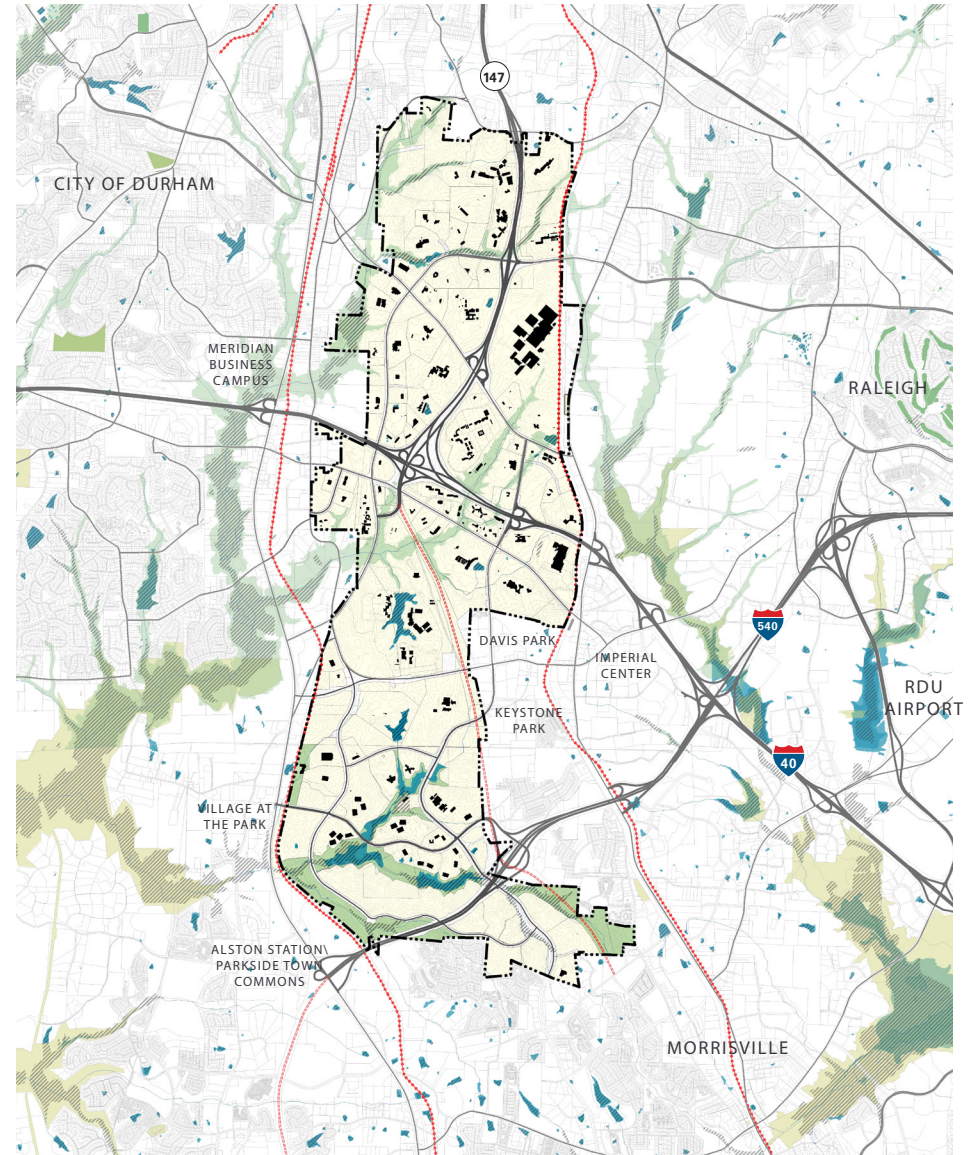 147
CITY OF DURHAM
MERIDIAN
BUSINESS
CAMPUS
RALEIGH
540
DAVIS PARK
IMPERIAL
CENTER
RDU
AIRPORT
KEYSTONE
PARK
40
VILLAGE AT
THE PARK
ALSTON STATION\
PARKSIDE TOWN
COMMONS
MORRISVILLE